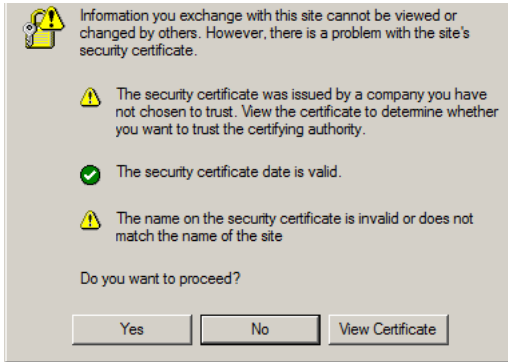 Information you exchange with this site cannot be viewed or
changed by others. However, there is a problem with the site's
security certificate.
The security certificate was issued by a company you have
not chosen to trust. View the certificate to determine whether
you want to trust the certifying authority.
The security certificate date is valid.
The name on the security certificate is invalid or does not
match the name of the site
Do you want to proceed?
Yes No View Certificate